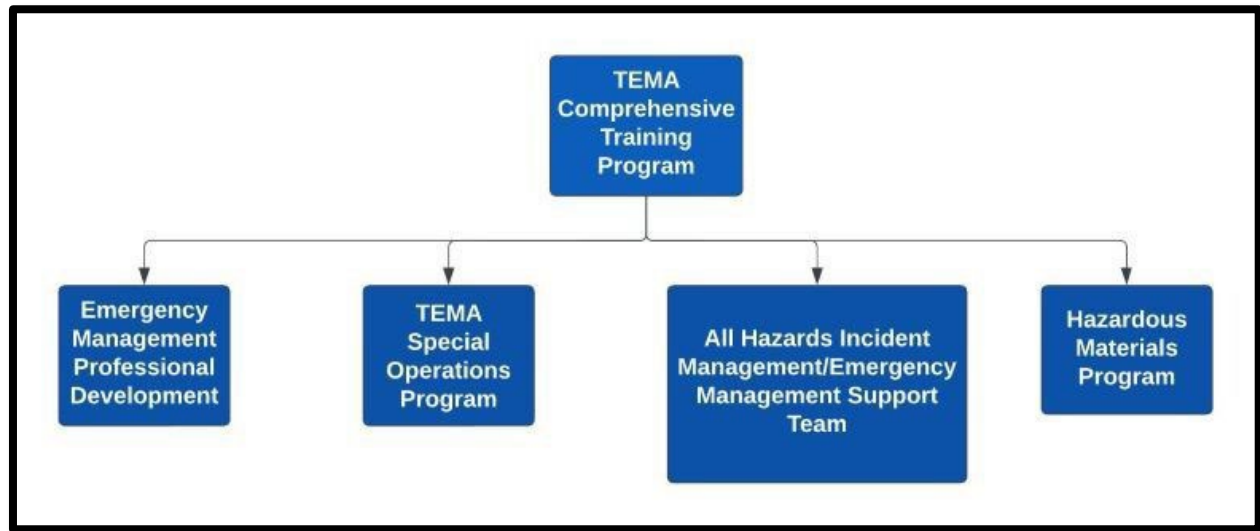 TEMA
Comprehensive
Training
Program
Emergency
Management
Professional
Development
TEMA
Special
Operations
Program
All Hazards Incident
Management/Emergency
Management Support
Team
Hazardous
Materials
Program